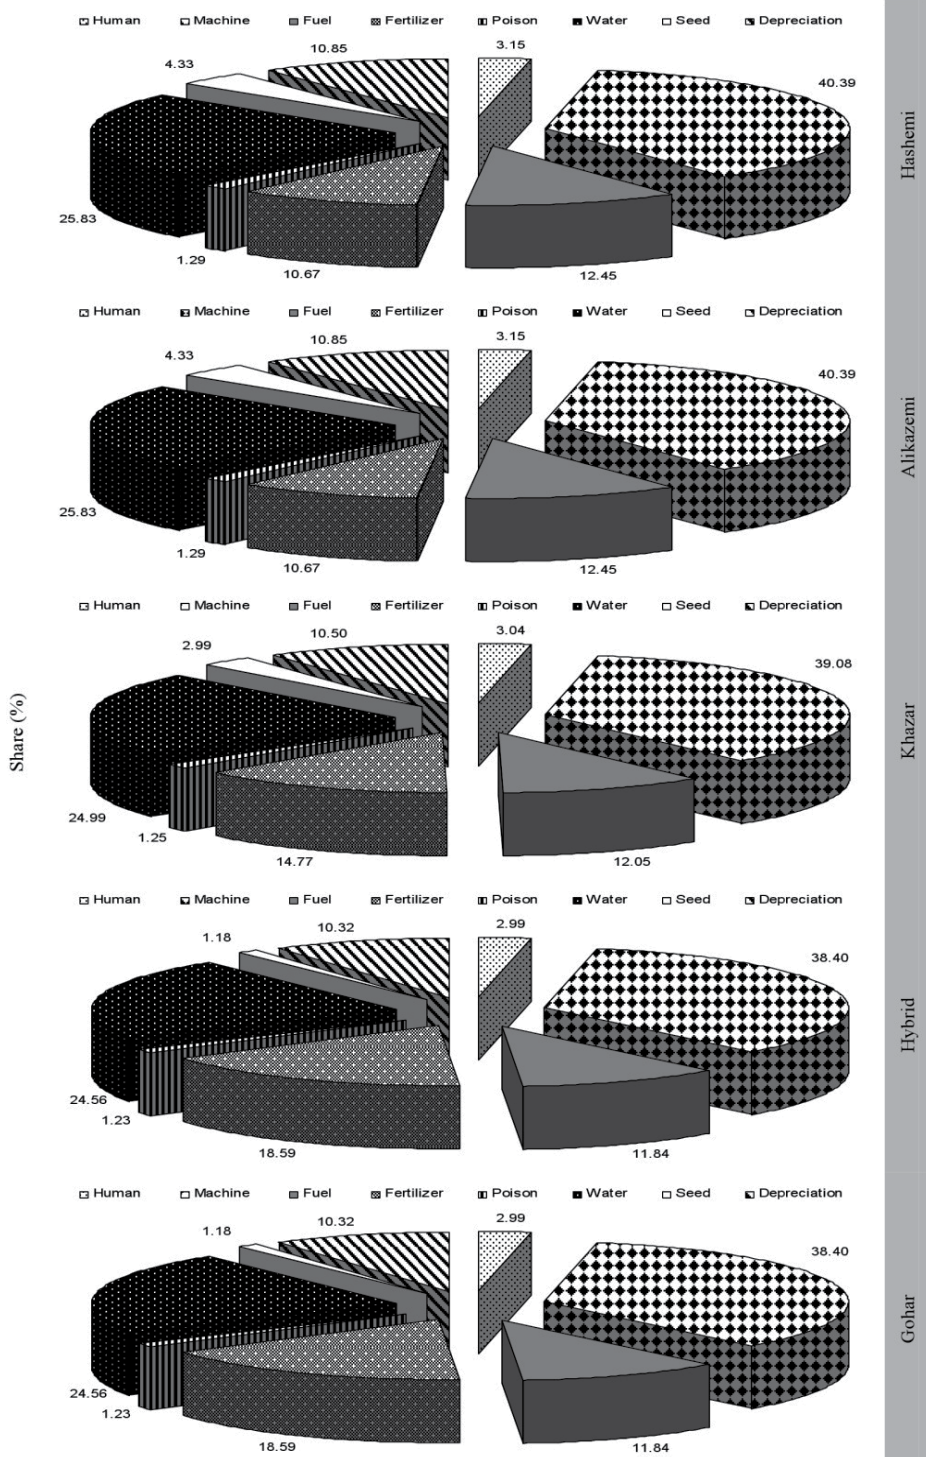 Human Machine Fuel Fertilizer Poison Water Seed Depreciation
10.85 3.15
4.33 40.39
25.83
1.29 10.67 12.45
Hashemi
Human Machine Fuel Fertilizer Poison Water Seed Depreciation
10.85 3.15
4.33 40.39
25.83
1.29 10.67 12.45
Alikazemi
Human Machine Fuel Fertilizer Poison Water Seed Depreciation
10.50 3.04
2.99 39.08
24.99
1.25 14.77 12.05
Khazar
Share (%)
Human Machine Fuel Fertilizer Poison Water Seed Depreciation
10.32 2.99
1.18 38.40
24.56
1.23 18.59 11.84
Hybrid
Human Machine Fuel Fertilizer Poison Water Seed Depreciation
10.32 2.99
1.18 38.40
24.56
1.23 18.59 11.84
Gohar